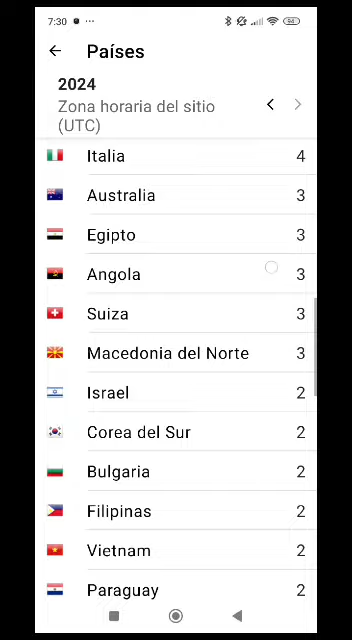 7:30
Países
2024
Zona horaria del sitio
(UTC)
Italia 4
Australia 3
Egipto 3
Angola 3
Suiza 3
Macedonia del Norte 3
Israel 2
Corea del Sur 2
Bulgaria 2
Filipinas 2
Vietnam 2
Paraguay 2